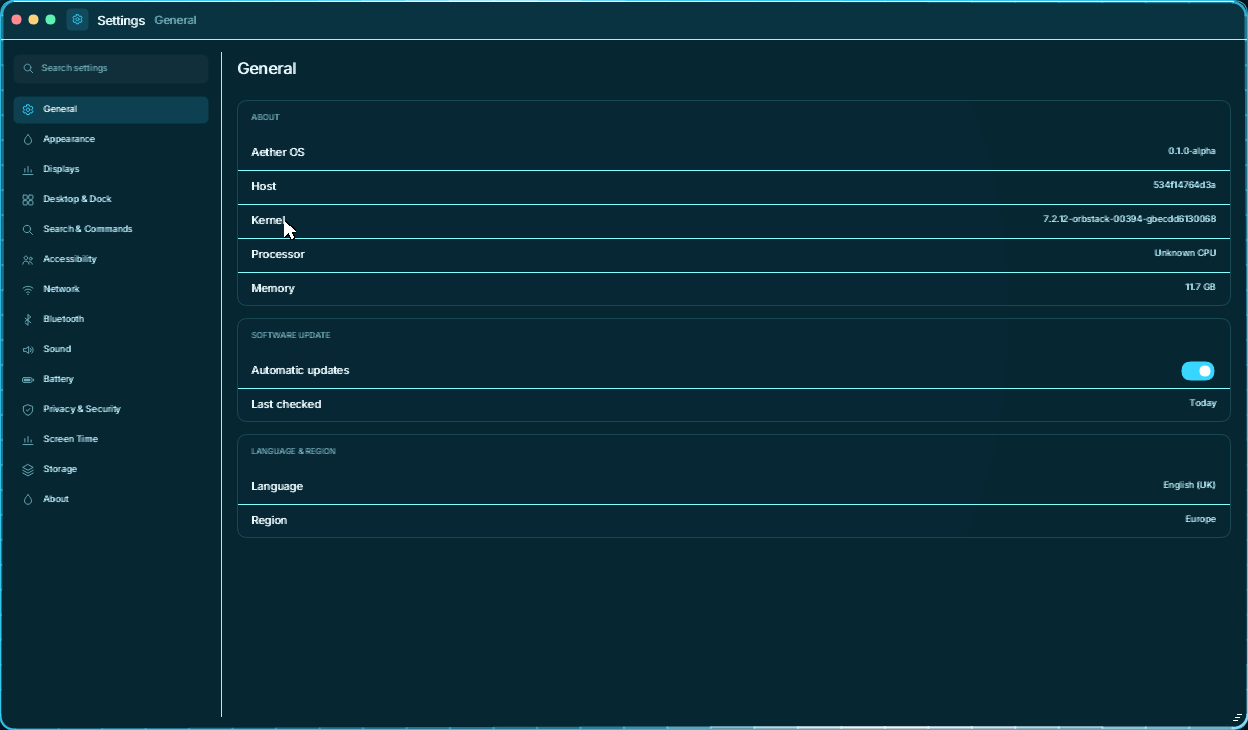 Settings General
Search settings
General
Appearance
Displays
Desktop & Dock
Search & Commands
Accessibility
Network
Bluetooth
Sound
Battery
Privacy & Security
Screen Time
Storage
About
General
ABOUT
Aether OS 0.1.0-alpha
Host 534f14764d3a
Kernel 7.2.12-orbstack-00394-gbecdd6130068
Processor Unknown CPU
Memory 11.7 GB
SOFTWARE UPDATE
Automatic updates
Last checked Today
LANGUAGE & REGION
Language English (UK)
Region Europe